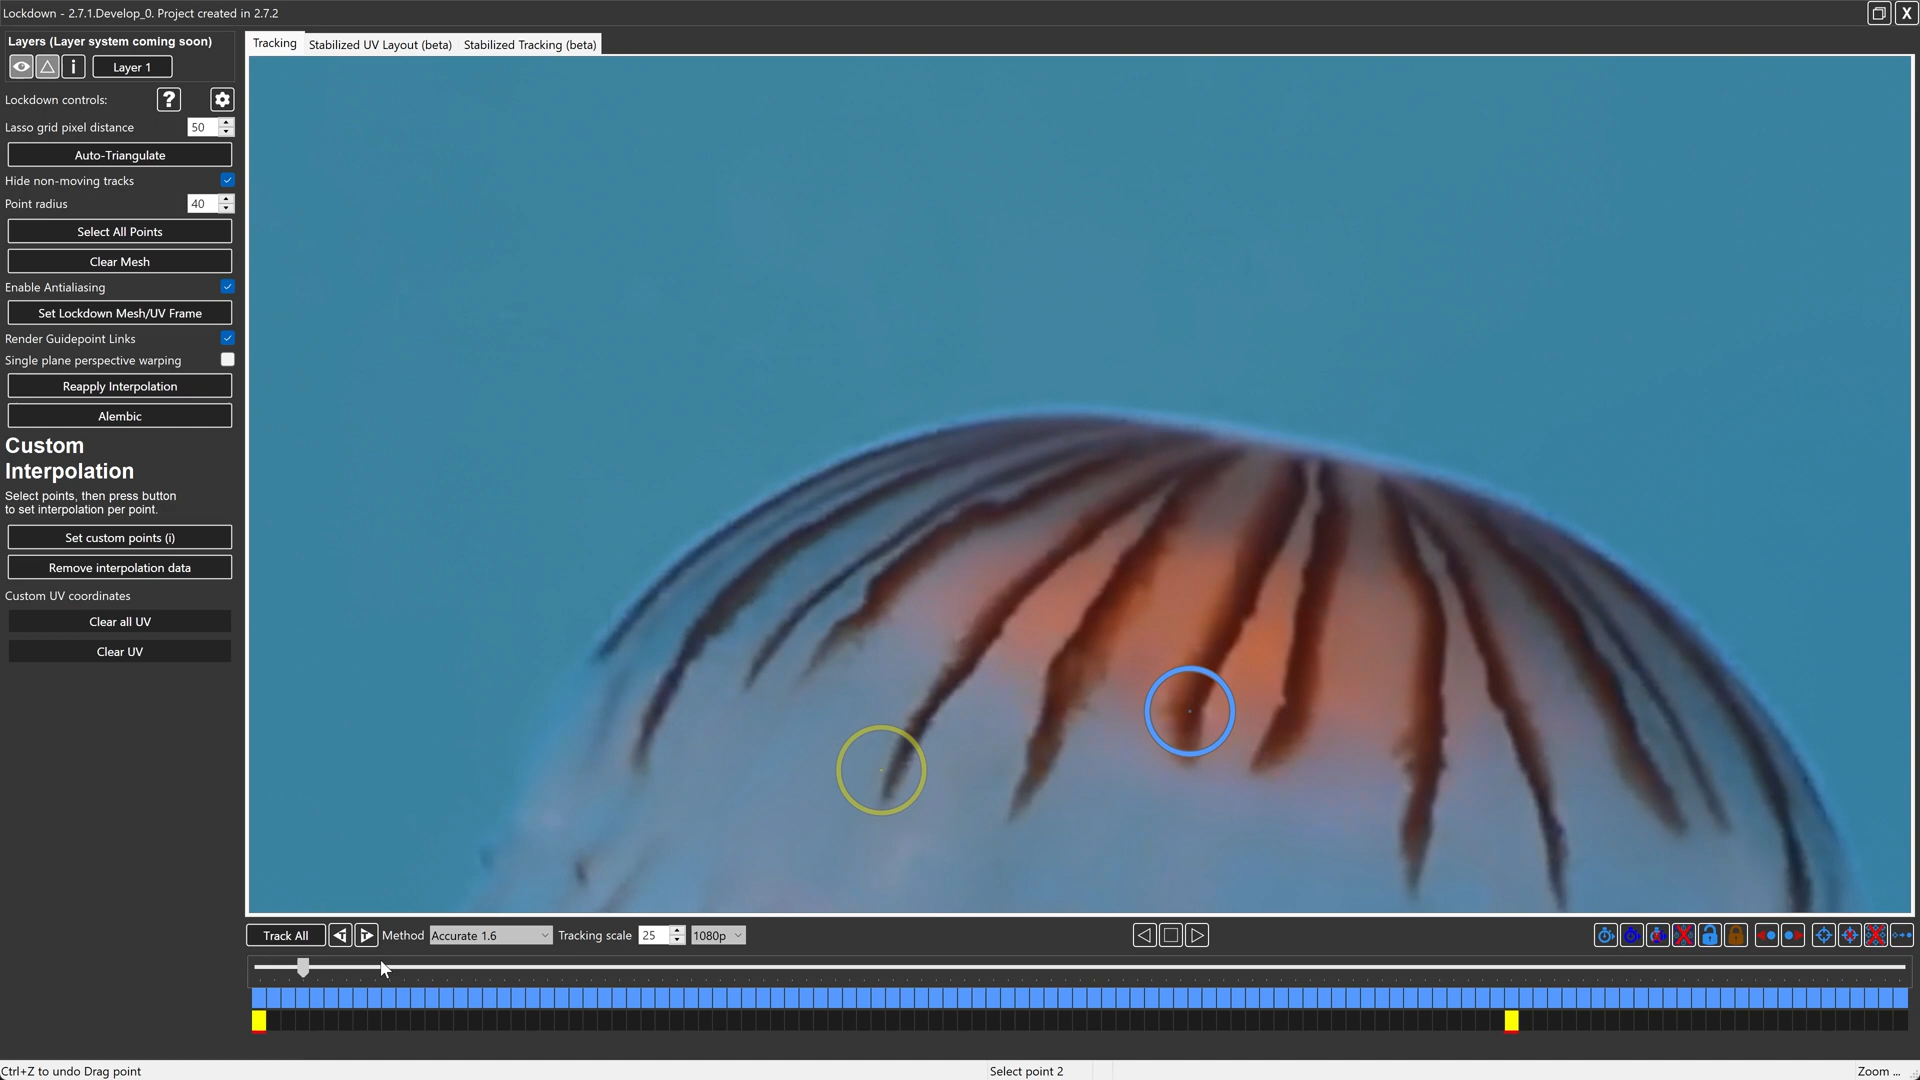 Lockdown - 2.7.1.Develop_0. Project created in 2.7.2
X
Layers (Layer system coming soon)
i
Layer 1
Tracking
Stabilized UV Layout (beta)
Stabilized Tracking (beta)
Lockdown controls:
?
Lasso grid pixel distance
50
Auto-Triangulate
Hide non-moving tracks
Point radius
40
Select All Points
Clear Mesh
Enable Antialiasing
Set Lockdown Mesh/UV Frame
Render Guidepoint Links
Single plane perspective warping
Reapply Interpolation
Alembic
Custom
Interpolation
Select points, then press button
to set interpolation per point.
Set custom points (i)
Remove interpolation data
Custom UV coordinates
Clear all UV
Clear UV
Track All
Method
Accurate 1.6
Tracking scale
25
1080p
Ctrl+Z to undo Drag point
Select point 2
Zoom ...